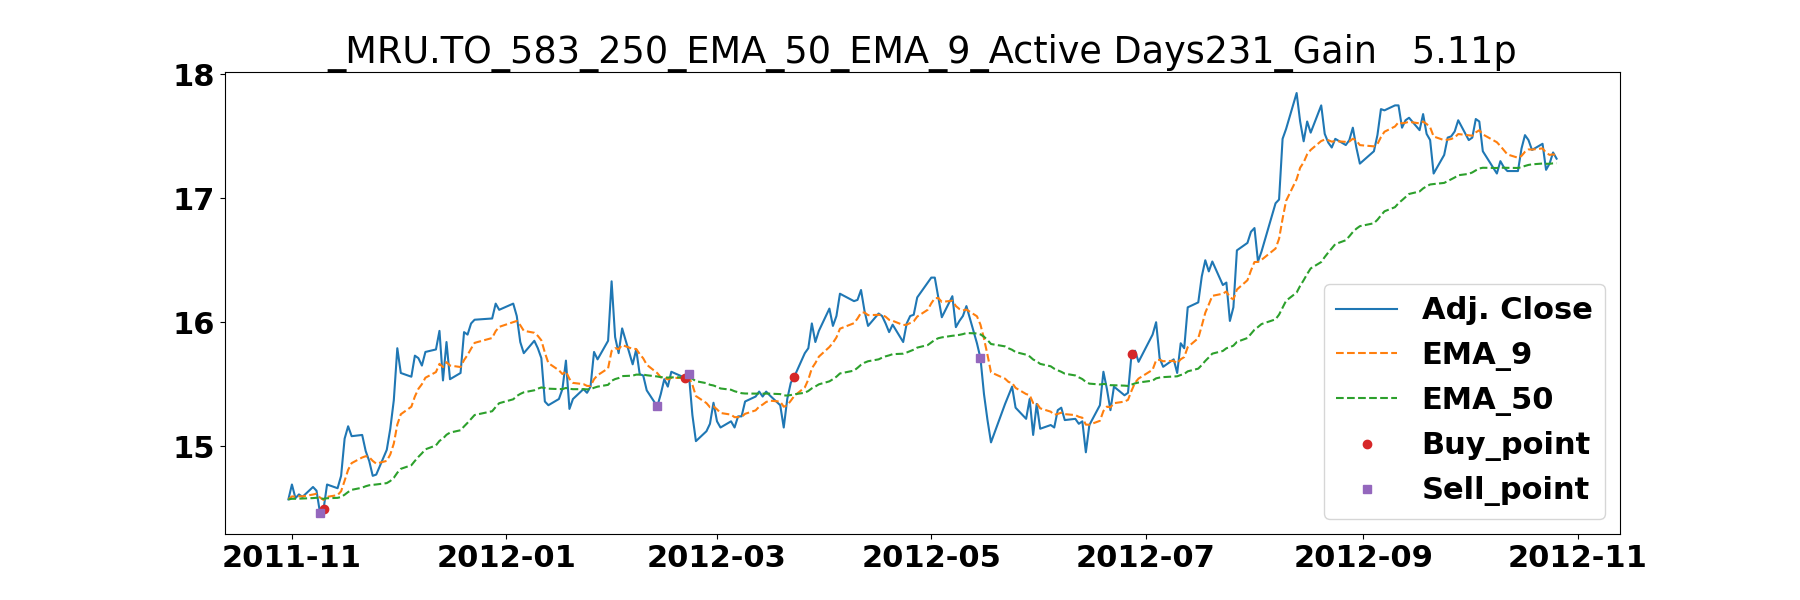 _MRU.TO_583_250_EMA_50_EMA_9_Active Days231_Gain   5.11p
18
17
16
15
Adj. Close
EMA_9
EMA_50
Buy_point
Sell_point
2011-11 2012-01 2012-03 2012-05 2012-07 2012-09 2012-11